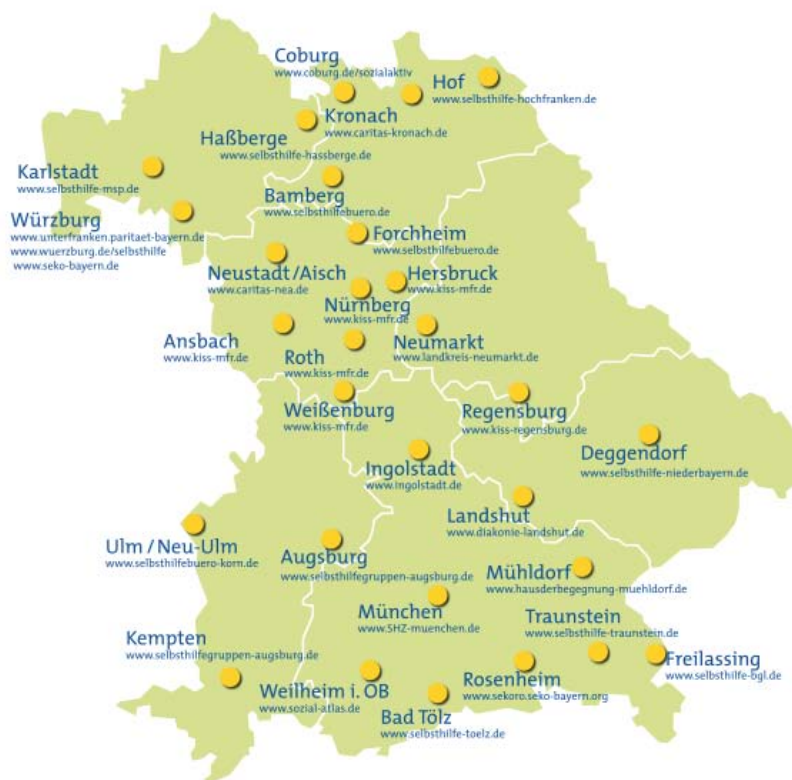 Coburg
www.coburg.de/sozialaktiv
Hof
www.selbsthilfe-hochfranken.de
Kronach
www.caritas-kronach.de
Haßberge
www.selbsthilfe-hassberge.de
Karlstadt
www.selbsthilfe-msp.de
Bamberg
www.selbsthilfebuero.de
Würzburg
www.unterfranken.paritaet-bayern.de
www.wuerzburg.de/selbsthilfe
www.seko-bayern.de
Forchheim
www.selbsthilfebuero.de
Neustadt/Aisch
www.caritas-nea.de
Hersbruck
www.kiss-mfr.de
Nürnberg
www.kiss-mfr.de
Ansbach
www.kiss-mfr.de
Roth
www.kiss-mfr.de
Neumarkt
www.landkreis-neumarkt.de
Weißenburg
www.kiss-mfr.de
Regensburg
www.kiss-regensburg.de
Deggendorf
www.selbsthilfe-niederbayern.de
Ingolstadt
www.ingolstadt.de
Landshut
www.diakonie-landshut.de
Ulm / Neu-Ulm
www.selbsthilfebuero-korn.de
Augsburg
www.selbsthilfegruppen-augsburg.de
Mühldorf
www.hausderbegegnung-muehldorf.de
München
www.SHZ-muenchen.de
Traunstein
www.selbsthilfe-traunstein.de
Kempten
www.selbsthilfegruppen-augsburg.de
Freilassing
www.selbsthilfe-bgl.de
Rosenheim
www.sekoro.seko-bayern.org
Weilheim i. OB
www.sozial-atlas.de
Bad Tölz
www.selbsthilfe-toelz.de